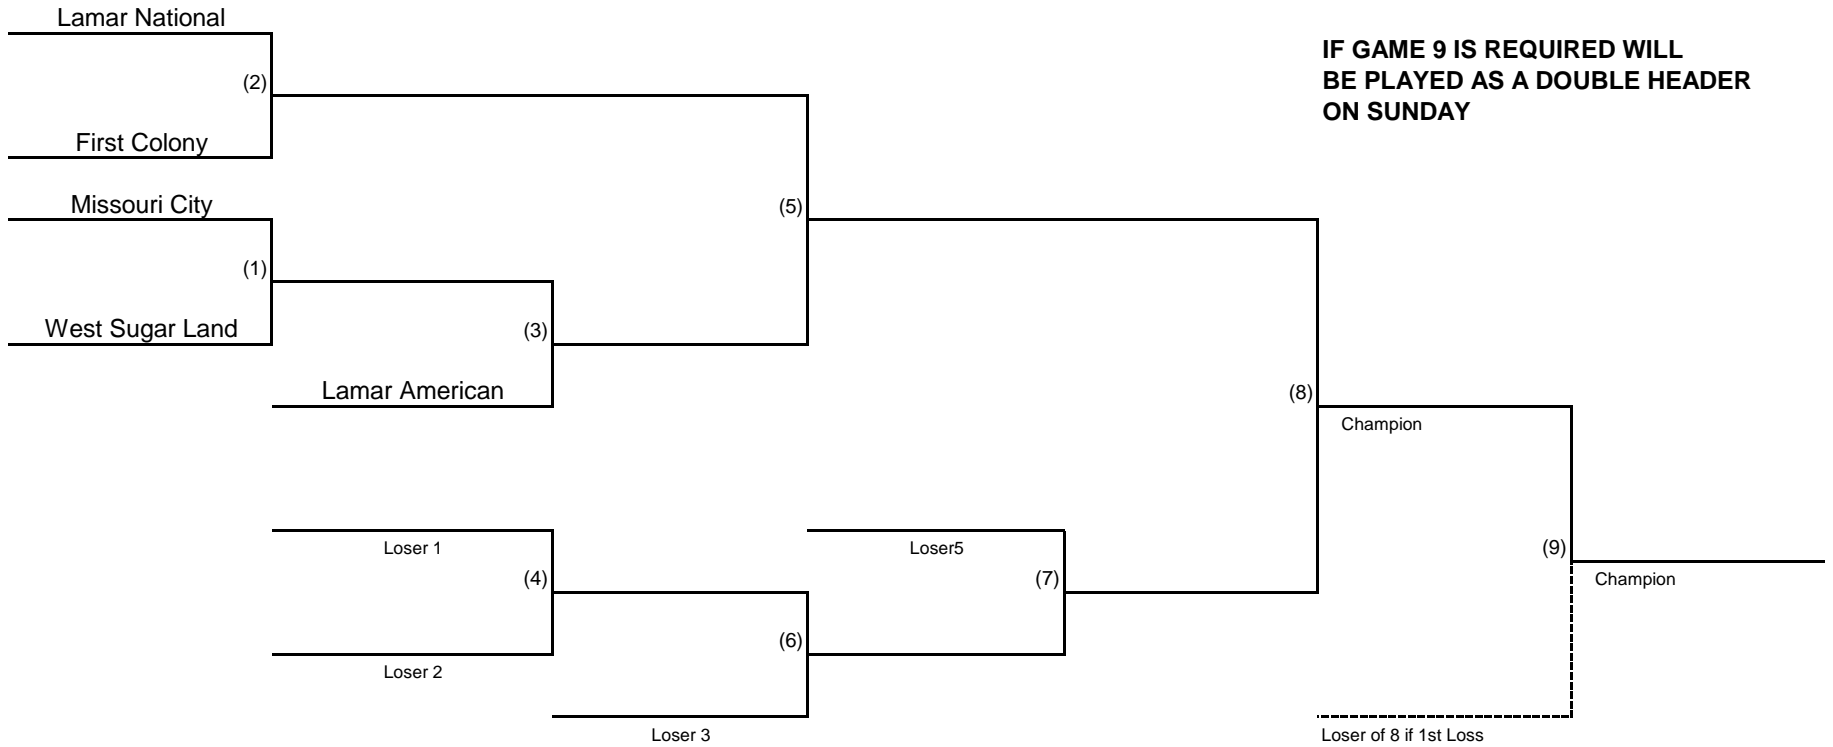 Lamar National
IF GAME 9 IS REQUIRED WILL
BE PLAYED AS A DOUBLE HEADER
ON SUNDAY
(2)
First Colony
Missouri City
(5)
(1)
West Sugar Land
(3)
Lamar American
(8)
Champion
Loser 1
Loser5
(9)
(4)
(7)
Champion
(6)
Loser 2
Loser 3
Loser of 8 if 1st Loss